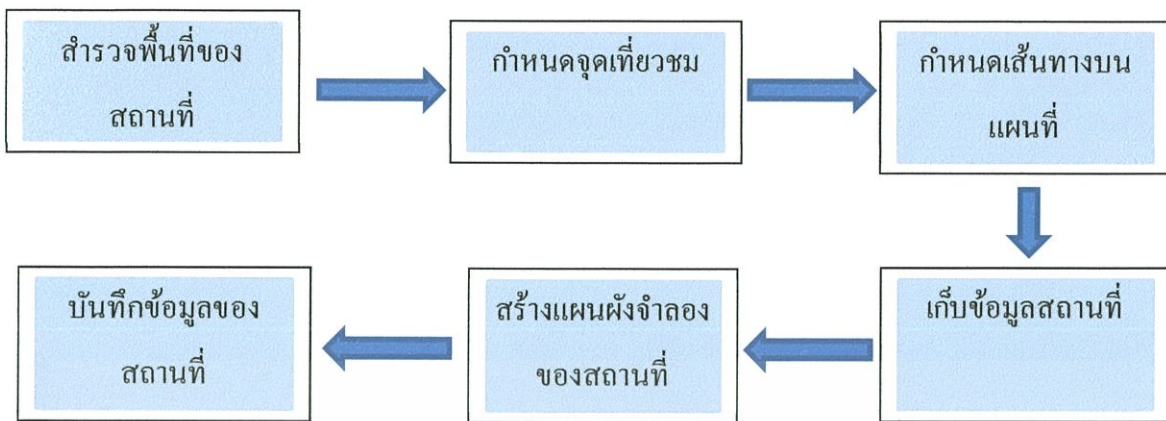 สำรวจพื้นที่ของ
สถานที่
กำหนดจุดเที่ยวชม
กำหนดเส้นทางบน
แผนที่
เก็บข้อมูลสถานที่
สร้างแผนผังจำลอง
ของสถานที่
บันทึกข้อมูลของ
สถานที่